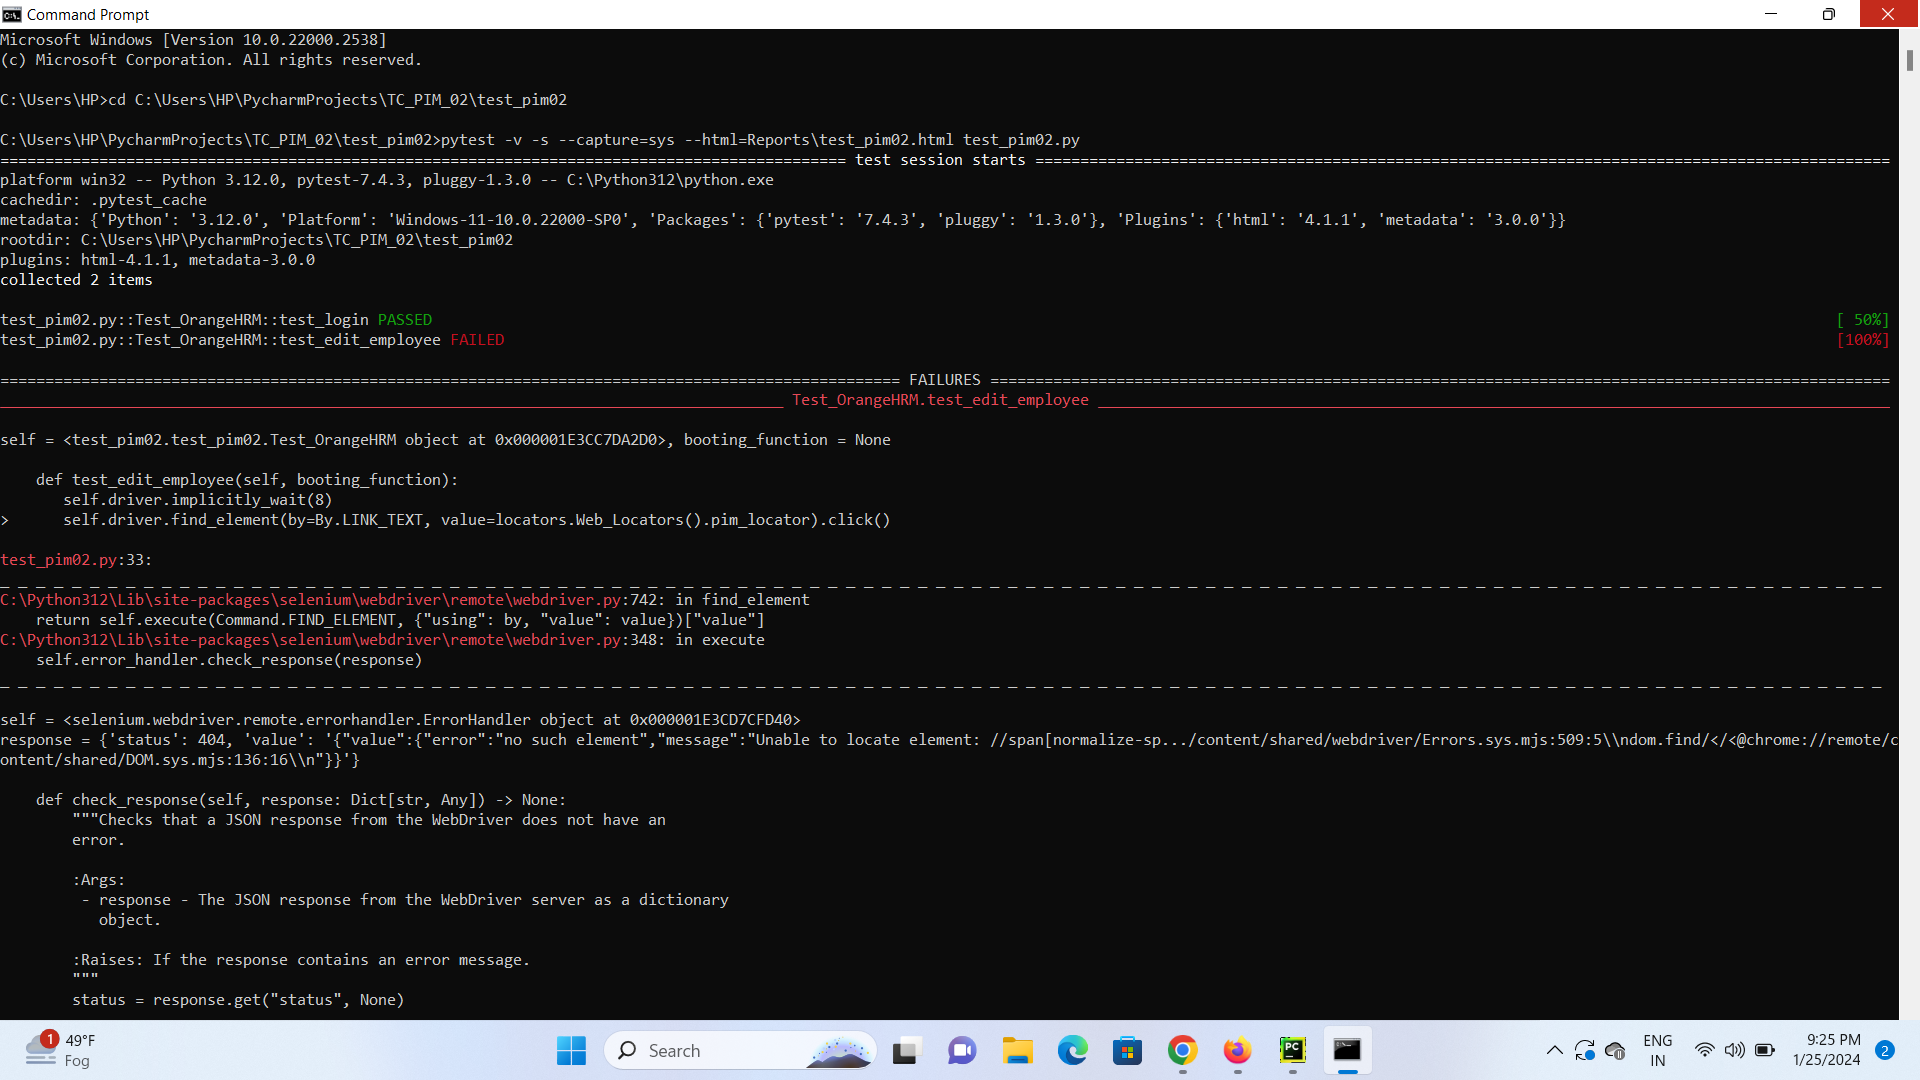 Command Prompt
Microsoft Windows [Version 10.0.22000.2538]
(c) Microsoft Corporation. All rights reserved.
C:\Users\HP>cd C:\Users\HP\PycharmProjects\TC_PIM_02\test_pim02
C:\Users\HP\PycharmProjects\TC_PIM_02\test_pim02>pytest -v -s --capture=sys --html=Reports\test_pim02.html test_pim02.py
============================================================================================== test session starts ===============================================================================================
platform win32 -- Python 3.12.0, pytest-7.4.3, pluggy-1.3.0 -- C:\Python312\python.exe
cachedir: .pytest_cache
metadata: {'Python': '3.12.0', 'Platform': 'Windows-11-10.0.22000-SP0', 'Packages': {'pytest': '7.4.3', 'pluggy': '1.3.0'}, 'Plugins': {'html': '4.1.1', 'metadata': '3.0.0'}}
rootdir: C:\Users\HP\PycharmProjects\TC_PIM_02\test_pim02
plugins: html-4.1.1, metadata-3.0.0
collected 2 items
test_pim02.py::Test_OrangeHRM::test_login PASSED [ 50%]
test_pim02.py::Test_OrangeHRM::test_edit_employee FAILED [100%]
==================================================================================================== FAILURES ====================================================================================================
_______________________________________________________________________________________ Test_OrangeHRM.test_edit_employee ________________________________________________________________________________________
self = <test_pim02.test_pim02.Test_OrangeHRM object at 0x000001E3CC7DA2D0>, booting_function = None
def test_edit_employee(self, booting_function):
self.driver.implicitly_wait(8)
> self.driver.find_element(by=By.LINK_TEXT, value=locators.Web_Locators().pim_locator).click()
test_pim02.py:33:
_ _ _ _ _ _ _ _ _ _ _ _ _ _ _ _ _ _ _ _ _ _ _ _ _ _ _ _ _ _ _ _ _ _ _ _ _ _ _ _ _ _ _ _ _ _ _ _ _ _ _ _ _ _ _ _ _ _ _ _ _ _ _ _ _ _ _ _ _ _ _ _ _ _ _ _ _ _ _ _ _ _ _ _ _ _ _ _ _ _ _ _ _ _ _ _ _ _ _ _ _ _ _ _ _
C:\Python312\Lib\site-packages\selenium\webdriver\remote\webdriver.py:742: in find_element
return self.execute(Command.FIND_ELEMENT, {"using": by, "value": value})["value"]
C:\Python312\Lib\site-packages\selenium\webdriver\remote\webdriver.py:348: in execute
self.error_handler.check_response(response)
_ _ _ _ _ _ _ _ _ _ _ _ _ _ _ _ _ _ _ _ _ _ _ _ _ _ _ _ _ _ _ _ _ _ _ _ _ _ _ _ _ _ _ _ _ _ _ _ _ _ _ _ _ _ _ _ _ _ _ _ _ _ _ _ _ _ _ _ _ _ _ _ _ _ _ _ _ _ _ _ _ _ _ _ _ _ _ _ _ _ _ _ _ _ _ _ _ _ _ _ _ _ _ _ _
self = <selenium.webdriver.remote.errorhandler.ErrorHandler object at 0x000001E3CD7CFD40>
response = {'status': 404, 'value': '{"value":{"error":"no such element","message":"Unable to locate element: //span[normalize-sp.../content/shared/webdriver/Errors.sys.mjs:509:5\\ndom.find/</<@chrome://remote/c
ontent/shared/DOM.sys.mjs:136:16\\n"}}'}
def check_response(self, response: Dict[str, Any]) -> None:
"""Checks that a JSON response from the WebDriver does not have an
error.
:Args:
- response - The JSON response from the WebDriver server as a dictionary
object.
:Raises: If the response contains an error message.
"""
status = response.get("status", None)
1
49°F
Fog
Search
PC
ENG
IN
9:25 PM
1/25/2024
2